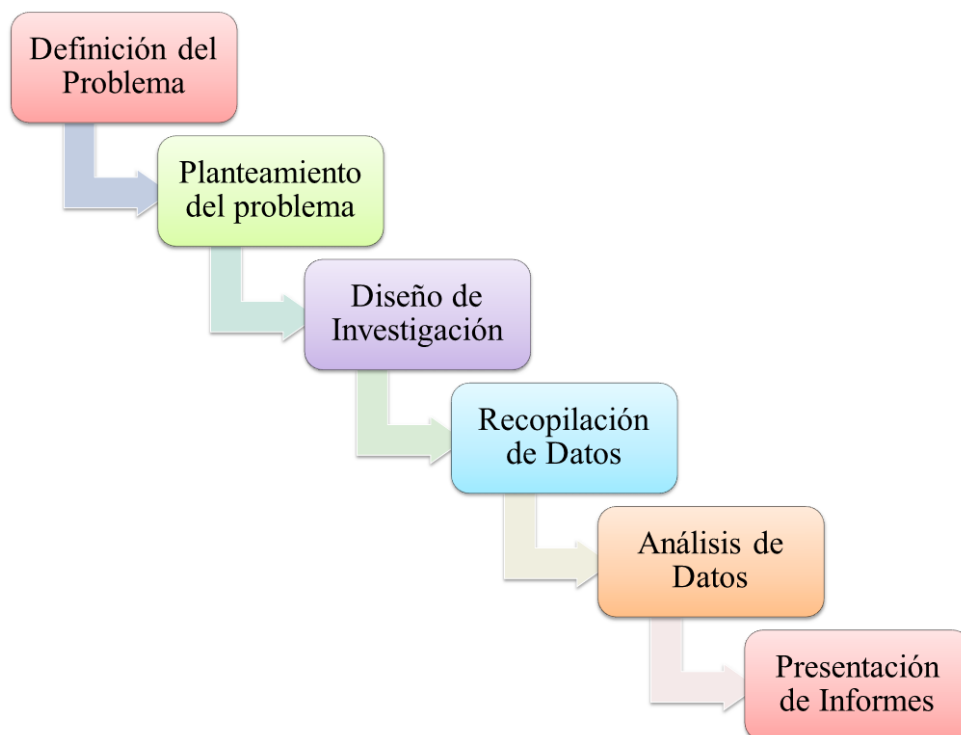 Definición del
Problema
Planteamiento
del problema
Diseño de
Investigación
Recopilación
de Datos
Análisis de
Datos
Presentación
de Informes